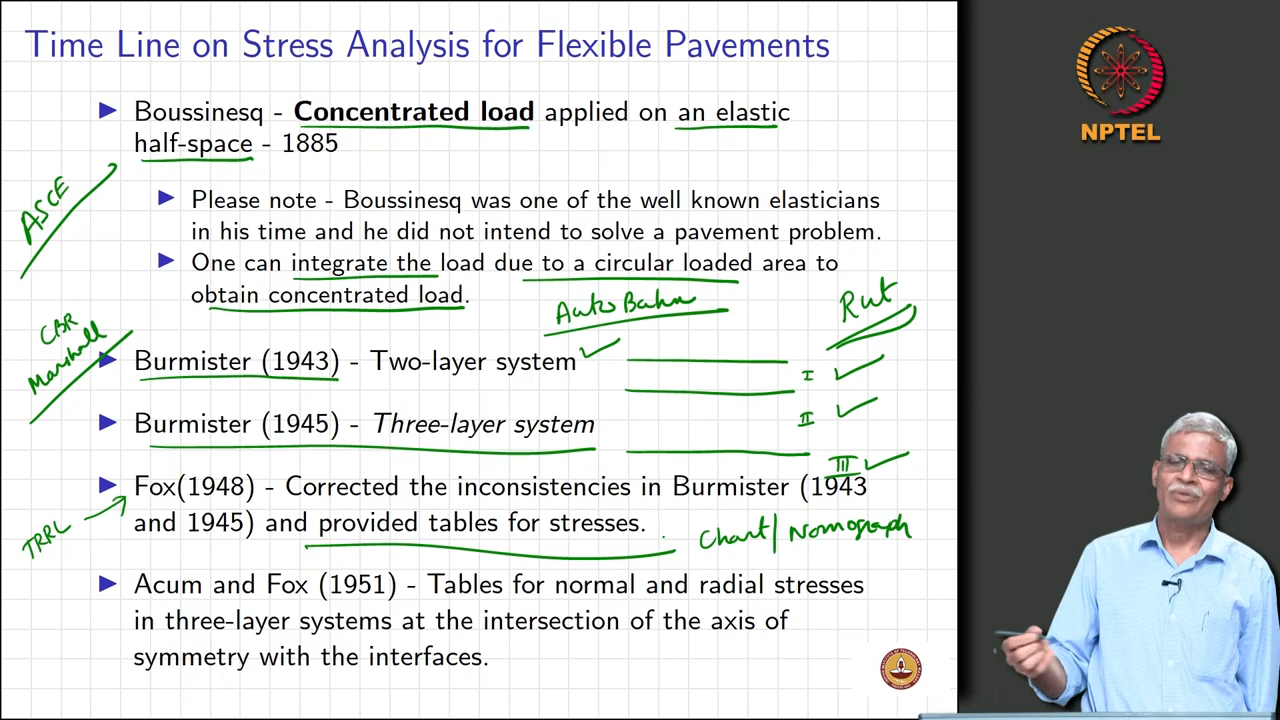 Time Line on Stress Analysis for Flexible Pavements
NPTEL
Boussinesq - Concentrated load applied on an elastic
half-space - 1885
ASCE
Please note - Boussinesq was one of the well known elasticians
in his time and he did not intend to solve a pavement problem.
One can integrate the load due to a circular loaded area to
obtain concentrated load.
AutoBahn
Rut
CBR
Marshall
Burmister (1943) - Two-layer system
I
Burmister (1945) - Three-layer system
II
III
Fox(1948) - Corrected the inconsistencies in Burmister (1943
and 1945) and provided tables for stresses.
TRRL
Chart/Nomograph
Acum and Fox (1951) - Tables for normal and radial stresses
in three-layer systems at the intersection of the axis of
symmetry with the interfaces.